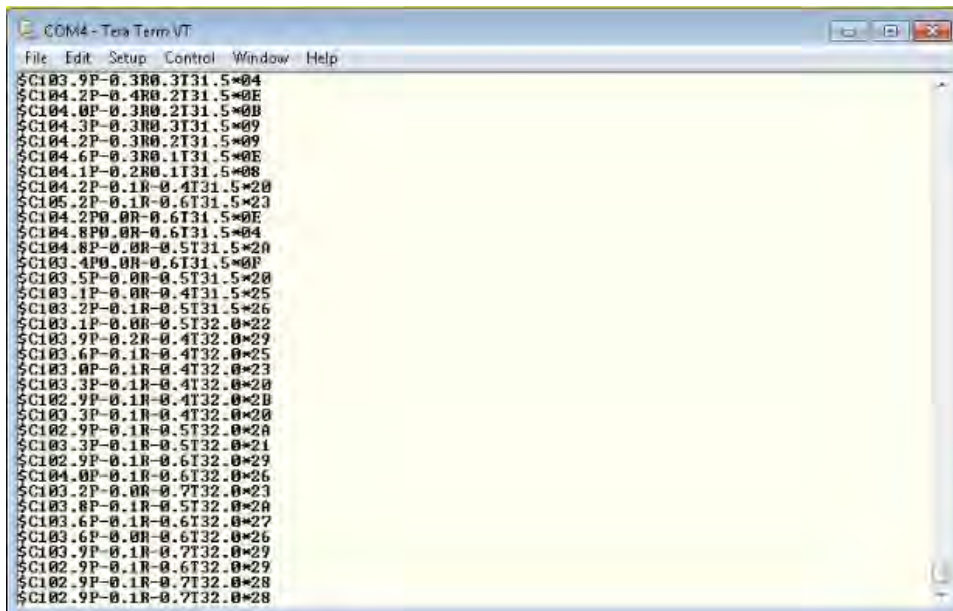 COM4 - Tera Term VT
File Edit Setup Control Window Help
$C103.9P-0.3R0.3T31.5*04
$C104.2P-0.4R0.2T31.5*0E
$C104.0P-0.3R0.2T31.5*0B
$C104.3P-0.3R0.3T31.5*09
$C104.2P-0.3R0.2T31.5*09
$C104.6P-0.3R0.1T31.5*0E
$C104.1P-0.2R0.1T31.5*08
$C104.2P-0.1R-0.4T31.5*20
$C105.2P-0.1R-0.6T31.5*23
$C104.2P0.0R-0.6T31.5*0E
$C104.8P0.0R-0.6T31.5*04
$C104.8P-0.0R-0.5T31.5*2A
$C103.4P0.0R-0.6T31.5*0F
$C103.5P-0.0R-0.5T31.5*20
$C103.1P-0.0R-0.4T31.5*25
$C103.2P-0.1R-0.5T31.5*26
$C103.1P-0.0R-0.5T32.0*22
$C103.9P-0.2R-0.4T32.0*29
$C103.6P-0.1R-0.4T32.0*25
$C103.0P-0.1R-0.4T32.0*23
$C103.3P-0.1R-0.4T32.0*20
$C102.9P-0.1R-0.4T32.0*2B
$C103.3P-0.1R-0.4T32.0*20
$C102.9P-0.1R-0.5T32.0*2A
$C103.3P-0.1R-0.5T32.0*21
$C102.9P-0.1R-0.6T32.0*29
$C104.0P-0.1R-0.6T32.0*26
$C103.2P-0.0R-0.7T32.0*23
$C103.8P-0.1R-0.5T32.0*2A
$C103.6P-0.1R-0.6T32.0*27
$C103.6P-0.0R-0.6T32.0*26
$C103.9P-0.1R-0.7T32.0*29
$C102.9P-0.1R-0.6T32.0*29
$C102.9P-0.1R-0.7T32.0*28
$C102.9P-0.1R-0.7T32.0*28